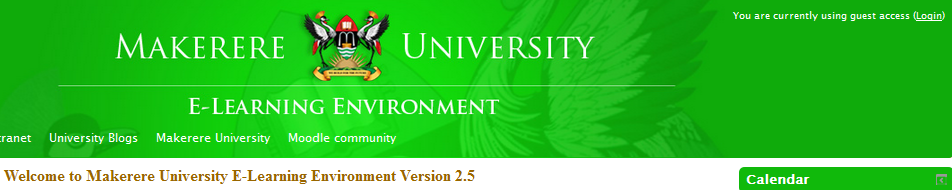 You are currently using guest access (Login)
MAKERERE UNIVERSITY
E-LEARNING ENVIRONMENT
tranet University Blogs Makerere University Moodle community
Welcome to Makerere University E-Learning Environment Version 2.5
Calendar